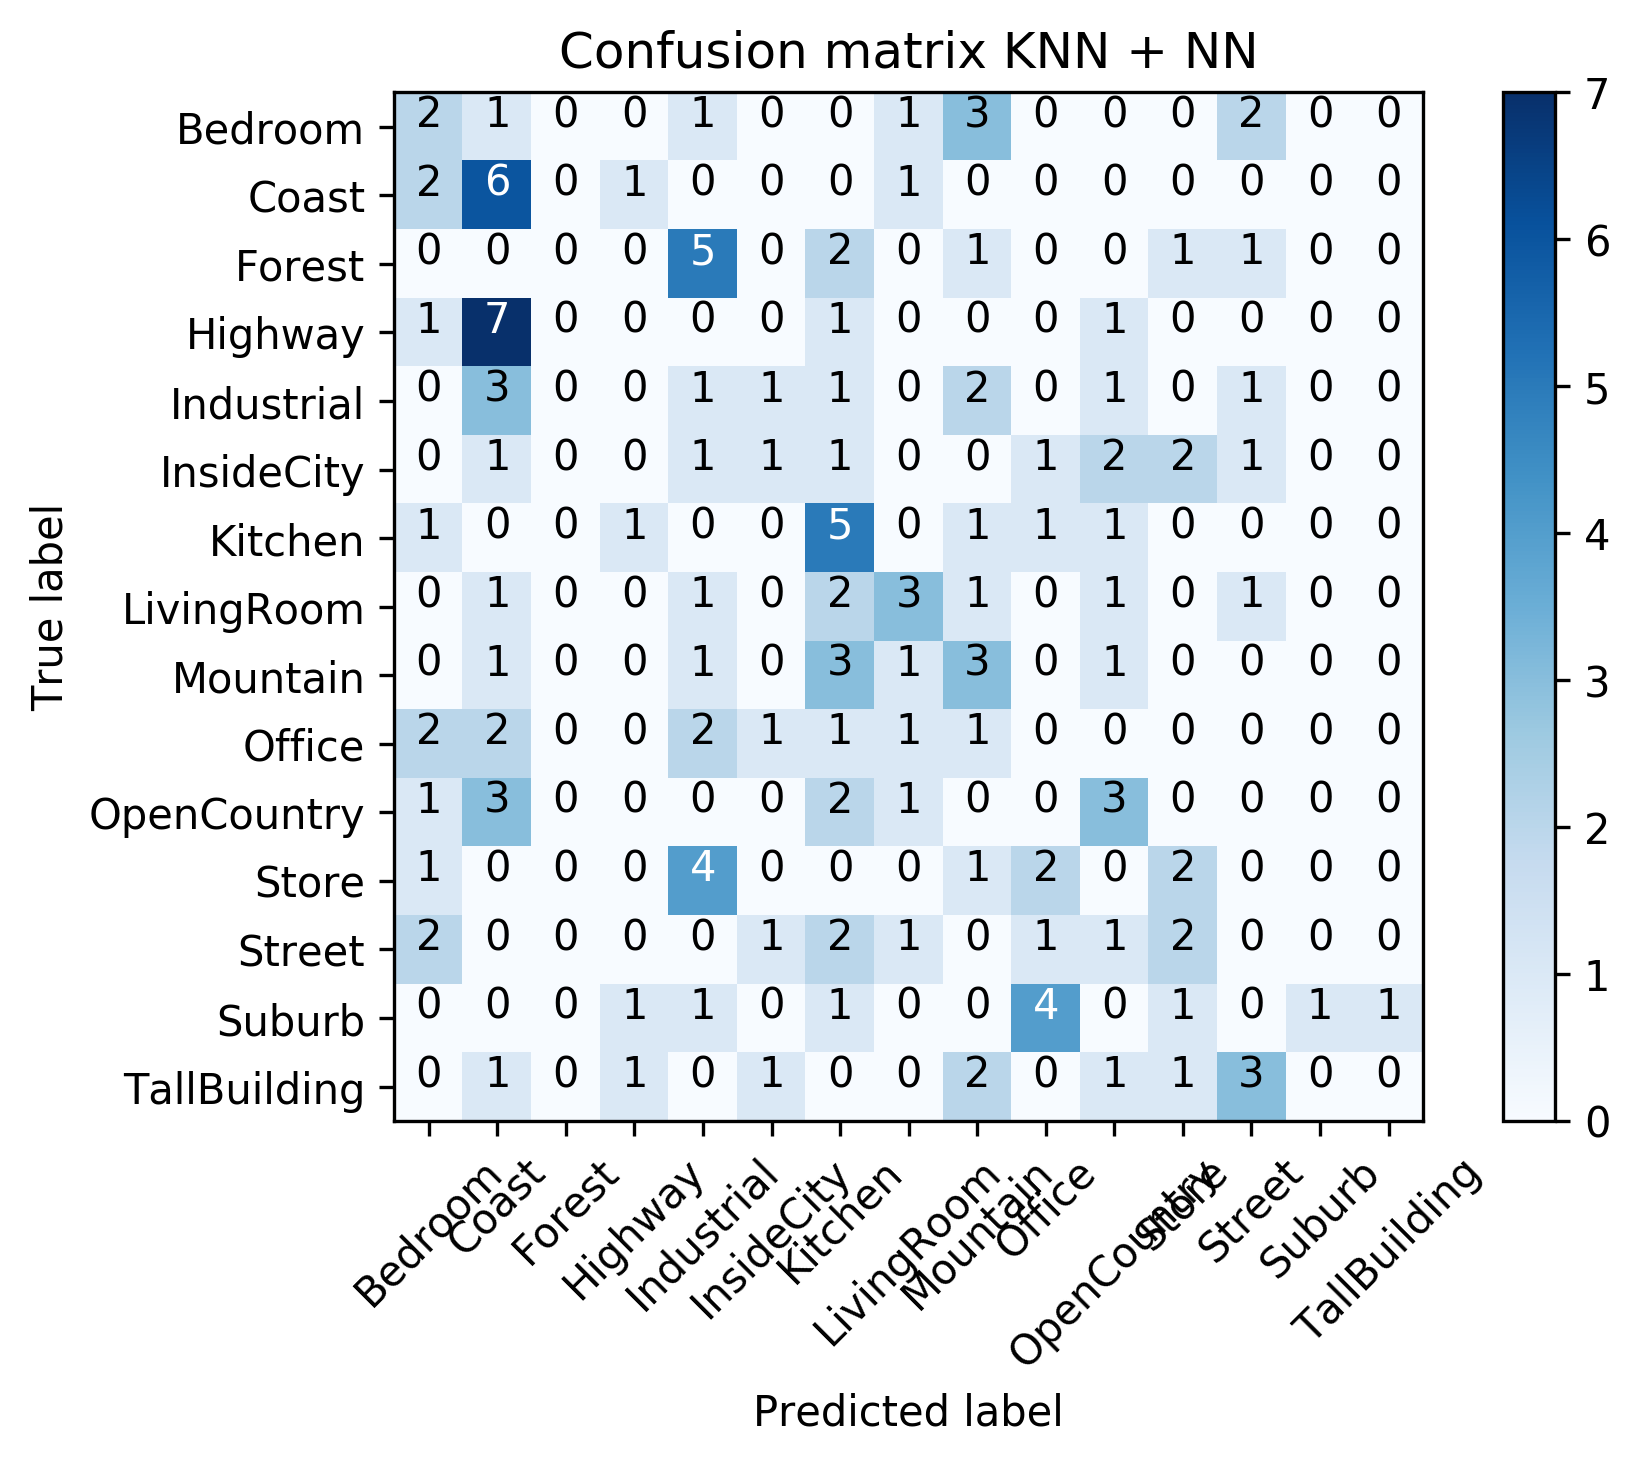 Confusion matrix KNN + NN
Bedroom 2 1 0 0 1 0 0 1 3 0 0 0 2 0 0
Coast 2 6 0 1 0 0 0 1 0 0 0 0 0 0 0
Forest 0 0 0 0 5 0 2 0 1 0 0 1 1 0 0
Highway 1 7 0 0 0 0 1 0 0 0 1 0 0 0 0
Industrial 0 3 0 0 1 1 1 0 2 0 1 0 1 0 0
InsideCity 0 1 0 0 1 1 1 0 0 1 2 2 1 0 0
Kitchen 1 0 0 1 0 0 5 0 1 1 1 0 0 0 0
LivingRoom 0 1 0 0 1 0 2 3 1 0 1 0 1 0 0
Mountain 0 1 0 0 1 0 3 1 3 0 1 0 0 0 0
Office 2 2 0 0 2 1 1 1 1 0 0 0 0 0 0
OpenCountry 1 3 0 0 0 0 2 1 0 0 3 0 0 0 0
Store 1 0 0 0 4 0 0 0 1 2 0 2 0 0 0
Street 2 0 0 0 0 1 2 1 0 1 1 2 0 0 0
Suburb 0 0 0 1 1 0 1 0 0 4 0 1 0 1 1
TallBuilding 0 1 0 1 0 1 0 0 2 0 1 1 3 0 0
True label
Bedroom
Coast
Forest
Highway
Industrial
InsideCity
Kitchen
LivingRoom
Mountain
Office
OpenCountry
Store
Street
Suburb
TallBuilding
Predicted label
7
6
5
4
3
2
1
0